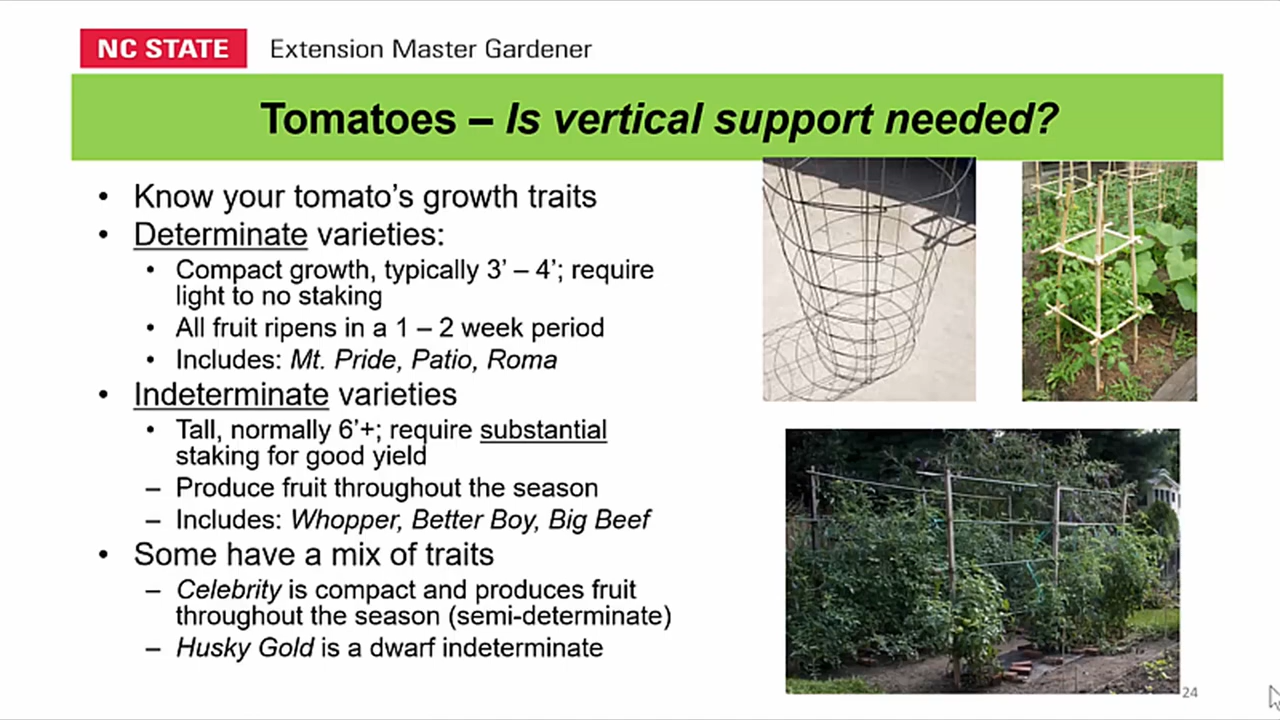 NC STATE Extension Master Gardener
Tomatoes – Is vertical support needed?
• Know your tomato's growth traits
• Determinate varieties:
• Compact growth, typically 3' – 4'; require
light to no staking
• All fruit ripens in a 1 – 2 week period
• Includes: Mt. Pride, Patio, Roma
• Indeterminate varieties
• Tall, normally 6'+; require substantial
staking for good yield
– Produce fruit throughout the season
– Includes: Whopper, Better Boy, Big Beef
• Some have a mix of traits
– Celebrity is compact and produces fruit
throughout the season (semi-determinate)
– Husky Gold is a dwarf indeterminate
24